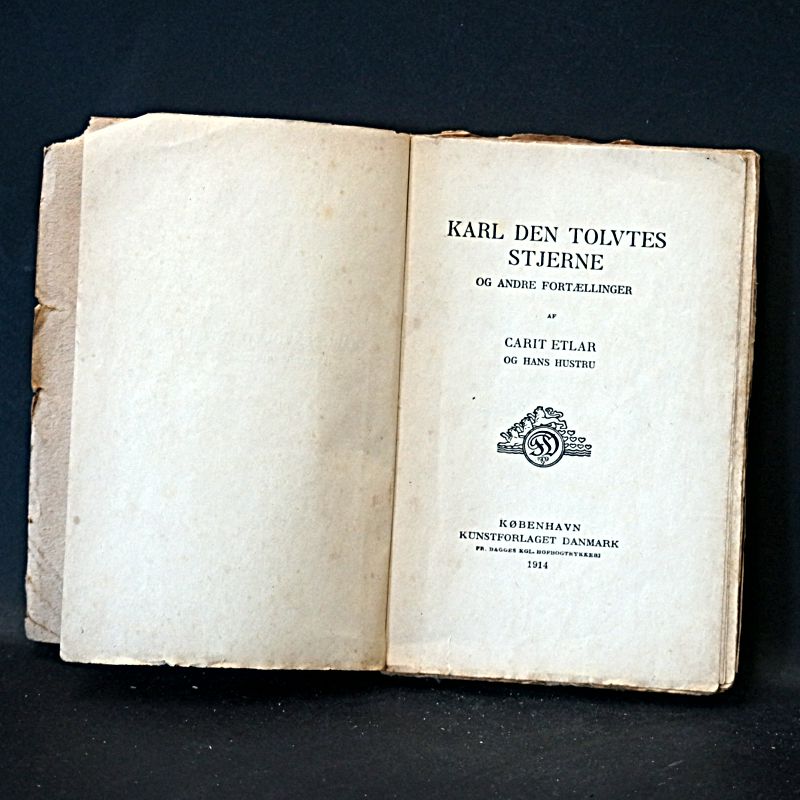 KARL DEN TOLVTES
STJERNE
OG ANDRE FORTÆLLINGER
AF
CARIT ETLAR
OG HANS HUSTRU
KØBENHAVN
KUNSTFORLAGET DANMARK
FR. BAGGES KGL. HOFBOGTRYKKERI
1914